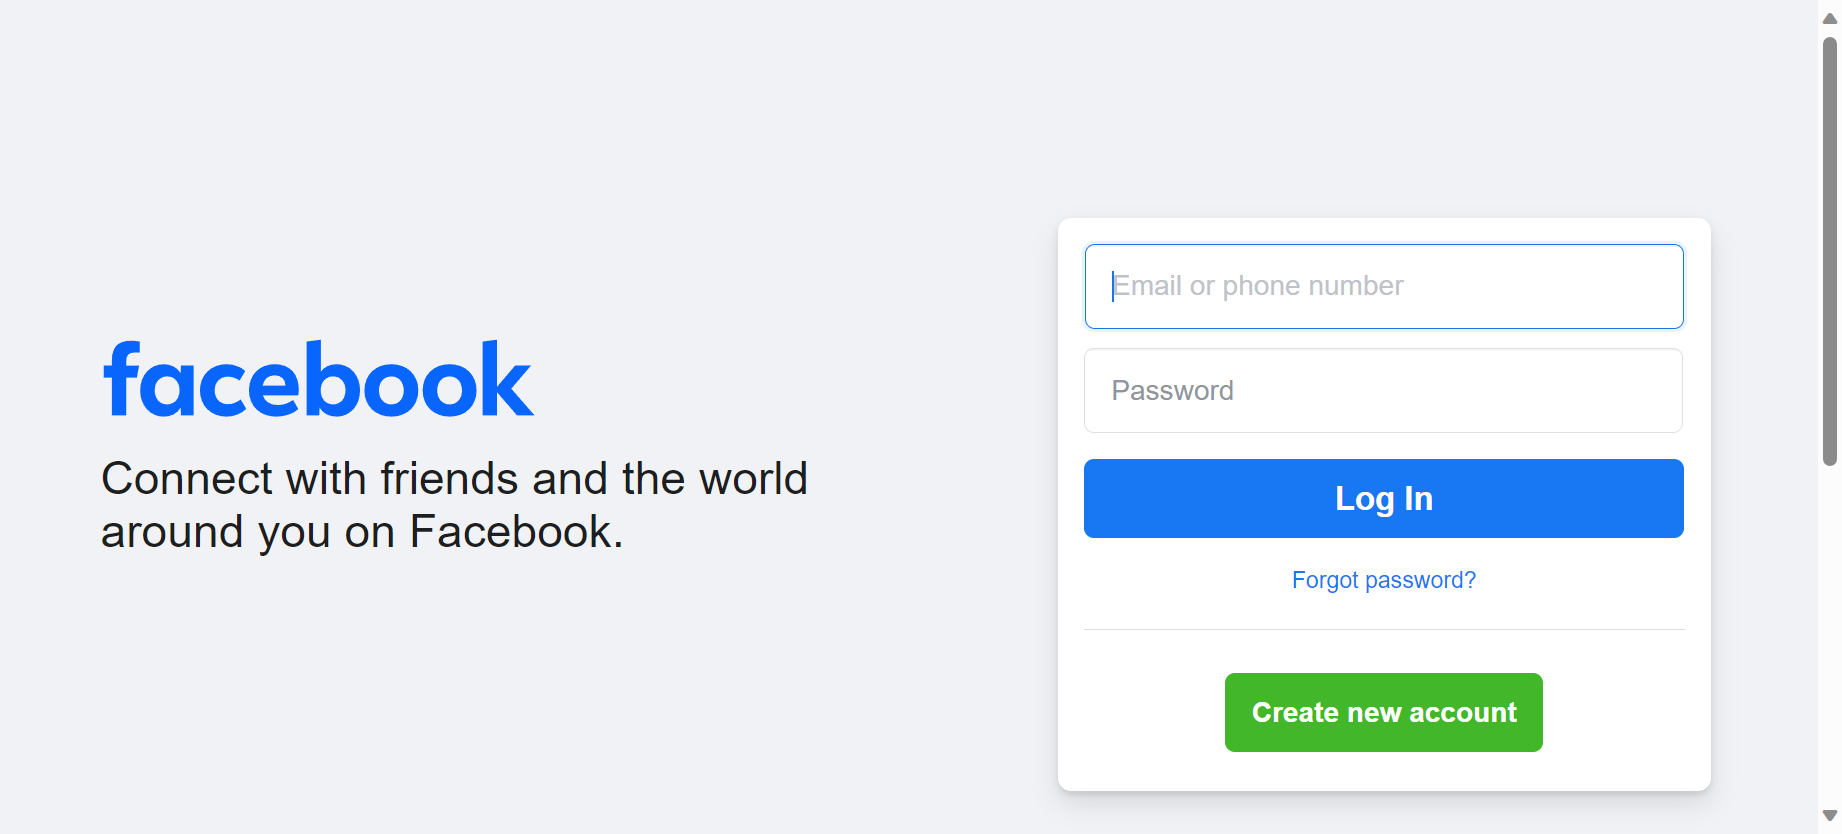 facebook
Connect with friends and the world
around you on Facebook.
Email or phone number
Password
Log In
Forgot password?
Create new account